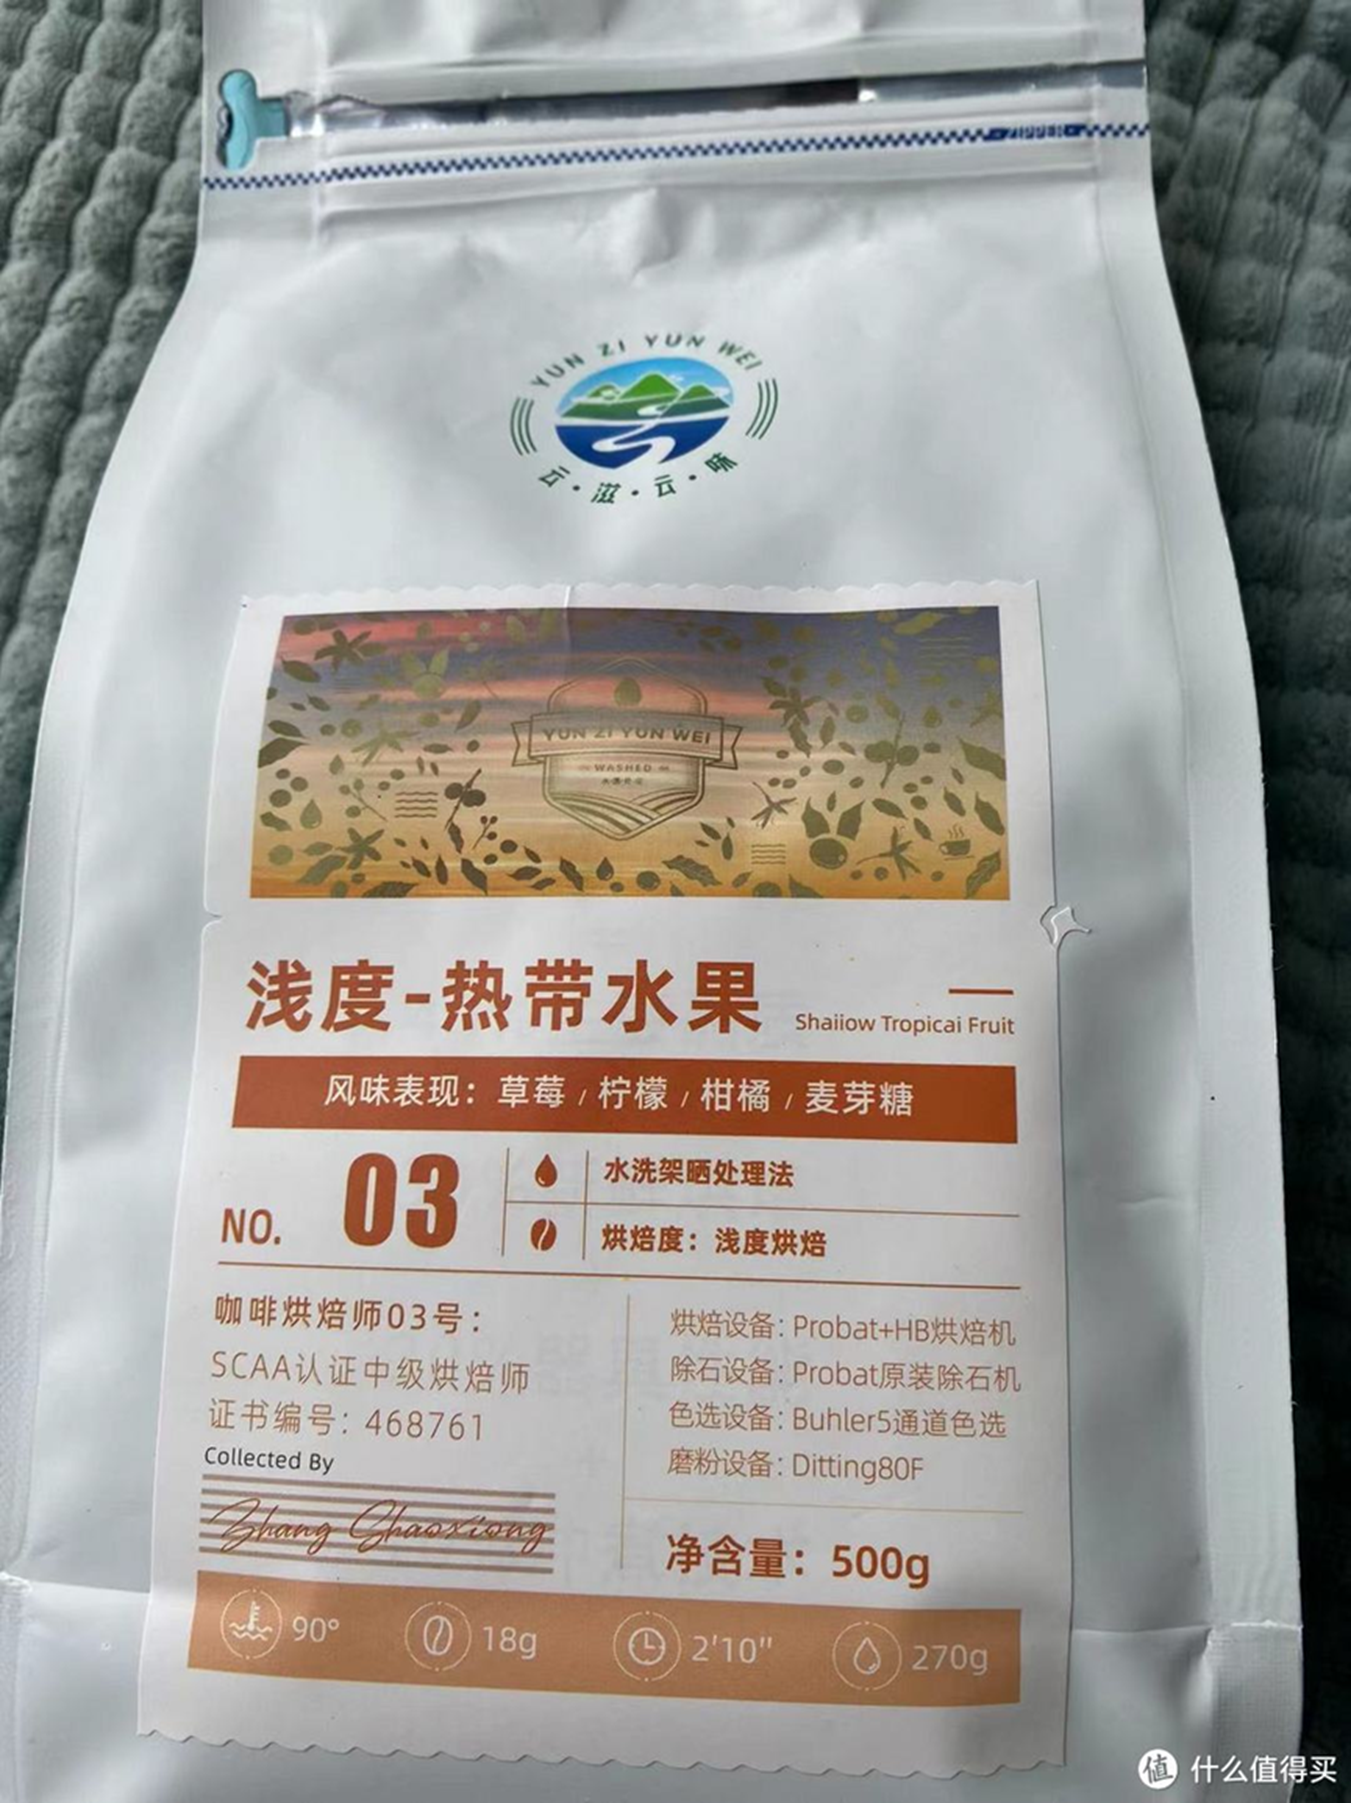 ZIPPER
YUN ZI YUN WEI
云·滋·云·味
YUN ZI YUN WEI
WASHED
浅度-热带水果
Shaiiow Tropicai Fruit
风味表现：草莓 / 柠檬 / 柑橘 / 麦芽糖
NO. 03
水洗架晒处理法
烘焙度：浅度烘焙
咖啡烘焙师03号：
SCAA认证中级烘焙师
证书编号：468761
Collected By
Zhang Shaoxiong
烘焙设备：Probat+HB烘焙机
除石设备：Probat原装除石机
色选设备：Buhler5通道色选
磨粉设备：Ditting80F
净含量：500g
90° 18g 2'10" 270g
值 什么值得买